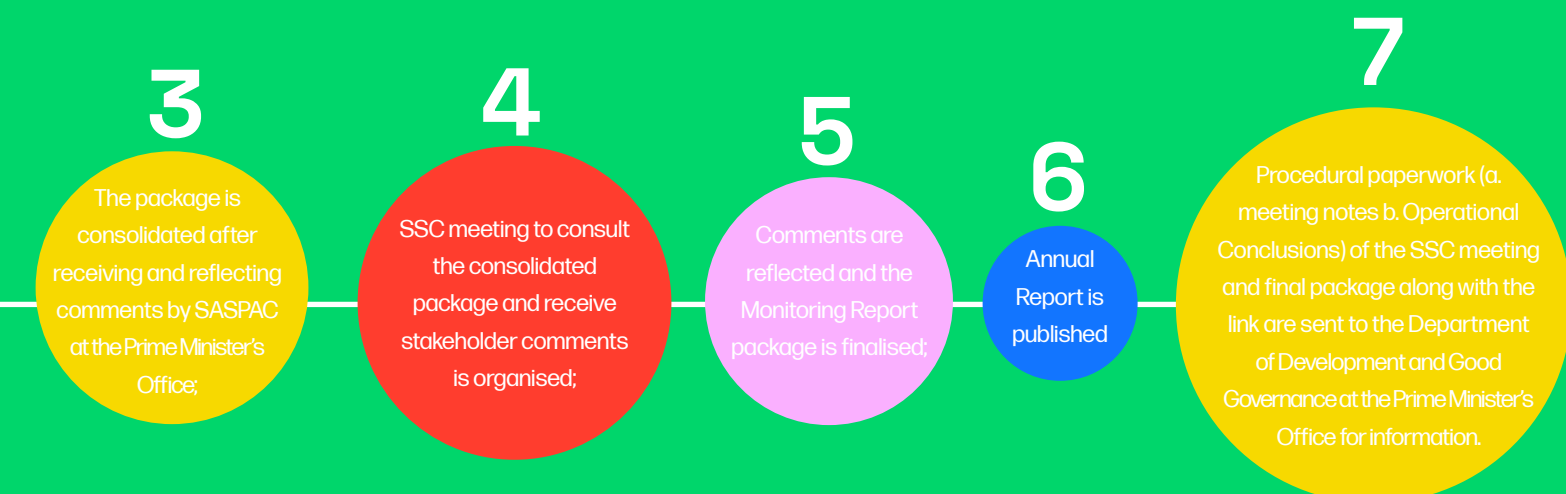 3
The package is
consolidated after
receiving and reflecting
comments by SASPAC
at the Prime Minister's
Office;
4
SSC meeting to consult
the consolidated
package and receive
stakeholder comments
is organised;
5
Comments are
reflected and the
Monitoring Report
package is finalised;
6
Annual
Report is
published
7
Procedural paperwork (a.
meeting notes b. Operational
Conclusions) of the SSC meeting
and final package along with the
link are sent to the Department
of Development and Good
Governance at the Prime Minister's
Office for information.